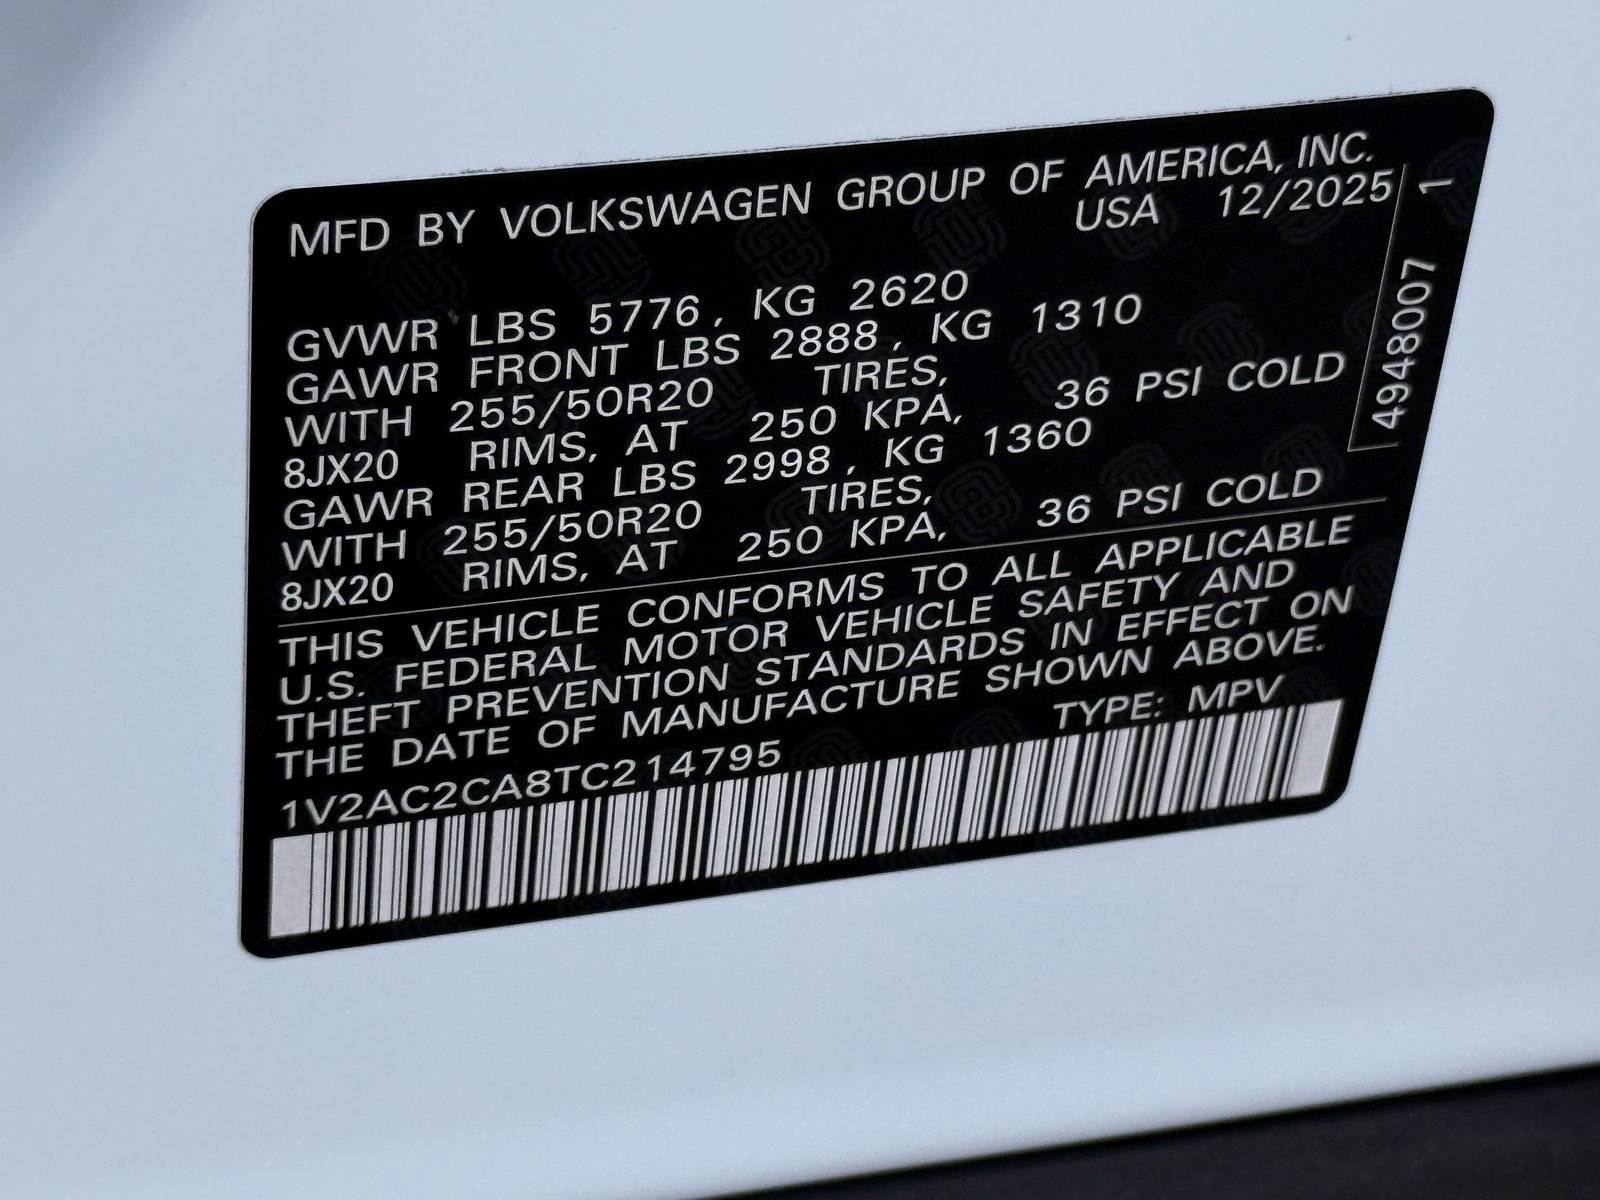 MFD BY VOLKSWAGEN GROUP OF AMERICA, INC.
USA 12/2025
GVWR LBS 5776, KG 2620
GAWR FRONT LBS 2888, KG 1310
WITH 255/50R20 TIRES,
8JX20 RIMS, AT 250 KPA, 36 PSI COLD
GAWR REAR LBS 2998, KG 1360
WITH 255/50R20 TIRES,
8JX20 RIMS, AT 250 KPA, 36 PSI COLD
THIS VEHICLE CONFORMS TO ALL APPLICABLE
U.S. FEDERAL MOTOR VEHICLE SAFETY AND
THEFT PREVENTION STANDARDS IN EFFECT ON
THE DATE OF MANUFACTURE SHOWN ABOVE.
1V2AC2CA8TC214795 TYPE: MPV
4948007 1